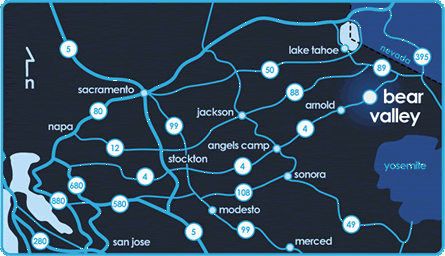 5
lake tahoe
nevada
395
50
89
sacramento
88
bear
valley
80
99
jackson
arnold
napa
4
12
angels camp
stockton
4
4
yosemite
680
sonora
108
880
580
modesto
49
280
san jose
5
99
merced
n